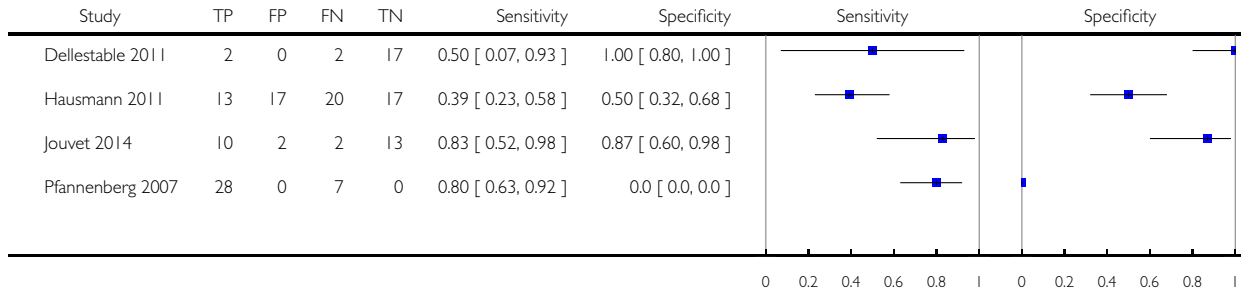 Study TP FP FN TN Sensitivity Specificity Sensitivity Specificity
Dellestable 2011 2 0 2 17 0.50 [ 0.07, 0.93 ] 1.00 [ 0.80, 1.00 ]
Hausmann 2011 13 17 20 17 0.39 [ 0.23, 0.58 ] 0.50 [ 0.32, 0.68 ]
Jouvet 2014 10 2 2 13 0.83 [ 0.52, 0.98 ] 0.87 [ 0.60, 0.98 ]
Pfannenberg 2007 28 0 7 0 0.80 [ 0.63, 0.92 ] 0.0 [ 0.0, 0.0 ]
0 0.2 0.4 0.6 0.8 1 0 0.2 0.4 0.6 0.8 1